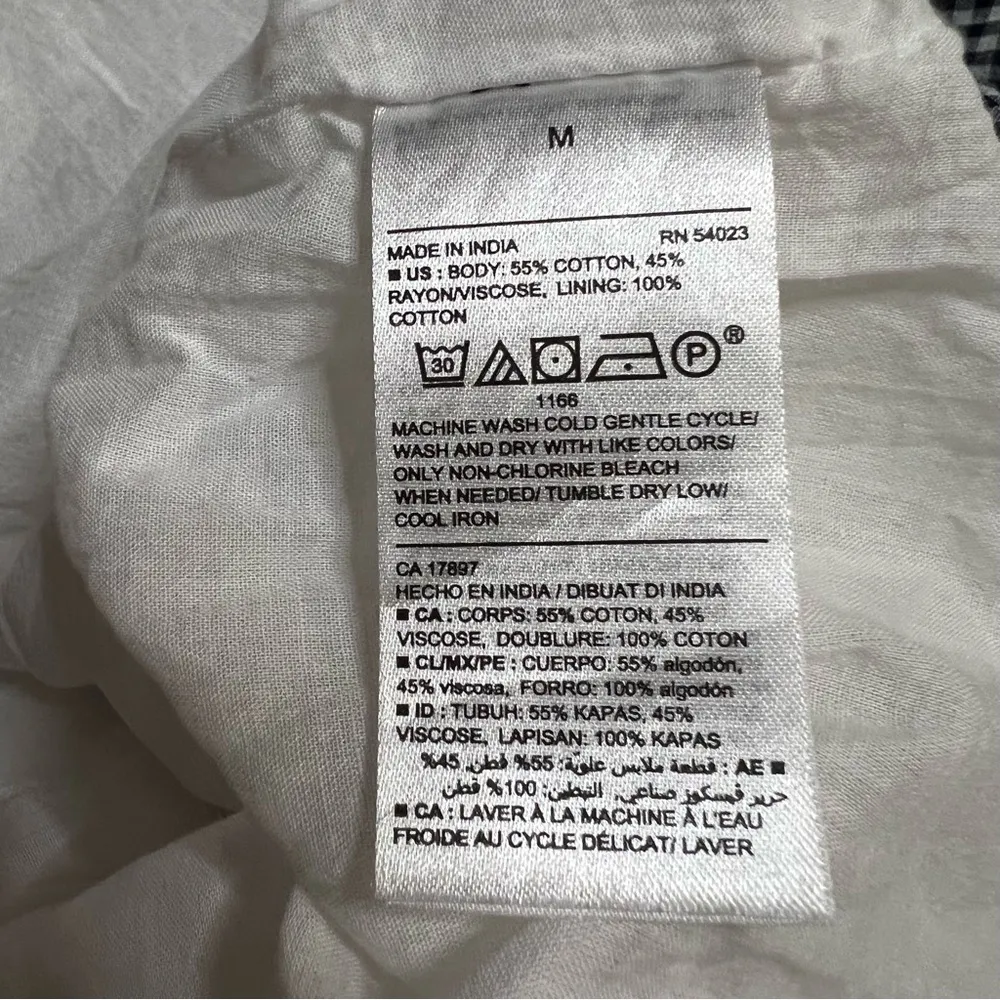 M
RN 54023
MADE IN INDIA
■ US : BODY: 55% COTTON, 45%
RAYON/VISCOSE, LINING: 100%
COTTON
30 P®
1166
MACHINE WASH COLD GENTLE CYCLE/
WASH AND DRY WITH LIKE COLORS/
ONLY NON-CHLORINE BLEACH
WHEN NEEDED/ TUMBLE DRY LOW/
COOL IRON
CA 17897
HECHO EN INDIA / DIBUAT DI INDIA
■ CA : CORPS: 55% COTON, 45%
VISCOSE, DOUBLURE: 100% COTON
■ CL/MX/PE : CUERPO: 55% algodón,
45% viscosa, FORRO: 100% algodón
■ ID : TUBUH: 55% KAPAS, 45%
VISCOSE, LAPISAN: 100% KAPAS
■ AE : قطعة ملابس علويّة: 55% قطن, 45%
حرير فسكوز صناعي, التبطين: 100% قطن
■ CA : LAVER À LA MACHINE À L'EAU
FROIDE AU CYCLE DÉLICAT/ LAVER